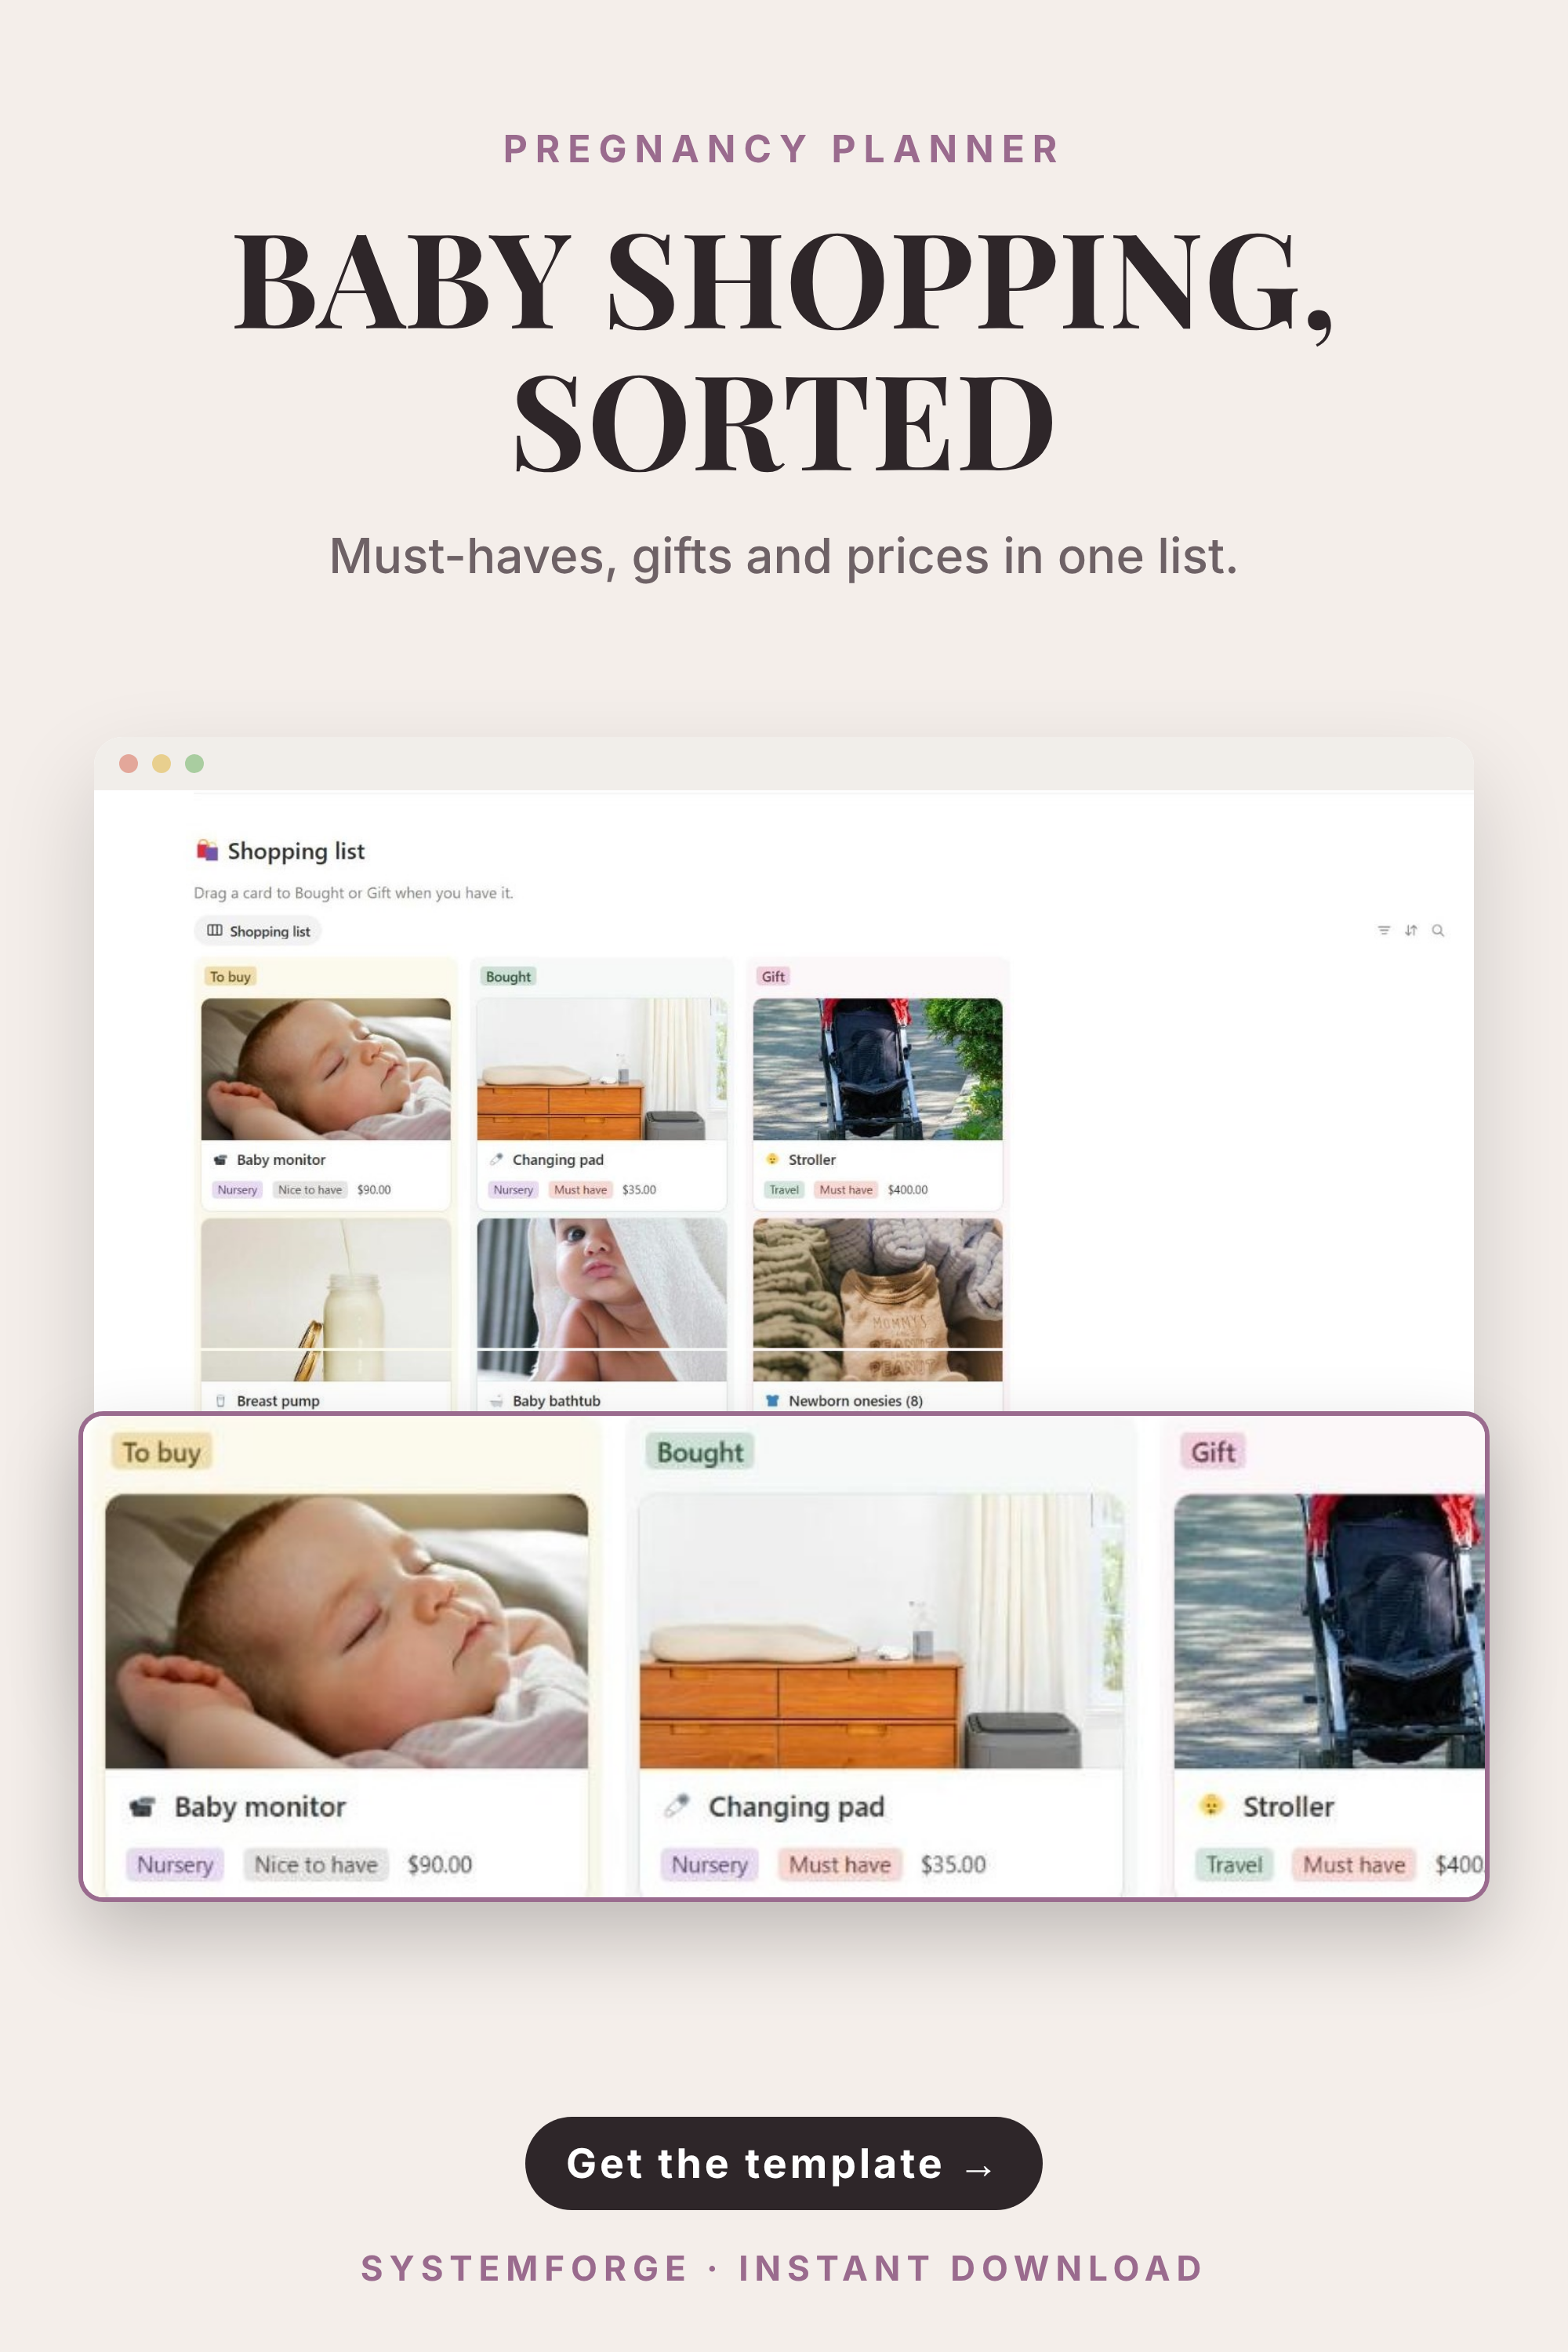 PREGNANCY PLANNER
BABY SHOPPING,
SORTED
Must-haves, gifts and prices in one list.
Shopping list
Drag a card to Bought or Gift when you have it.
Shopping list
To buy
Bought
Gift
Baby monitor
Changing pad
Stroller
Nursery Nice to have $90.00
Nursery Must have $35.00
Travel Must have $400.00
MOMMY'S
PEANUT
Breast pump
Baby bathtub
Newborn onesies (8)
To buy
Bought
Gift
Baby monitor
Changing pad
Stroller
Nursery Nice to have $90.00
Nursery Must have $35.00
Travel Must have $400.
Get the template →
SYSTEMFORGE · INSTANT DOWNLOAD